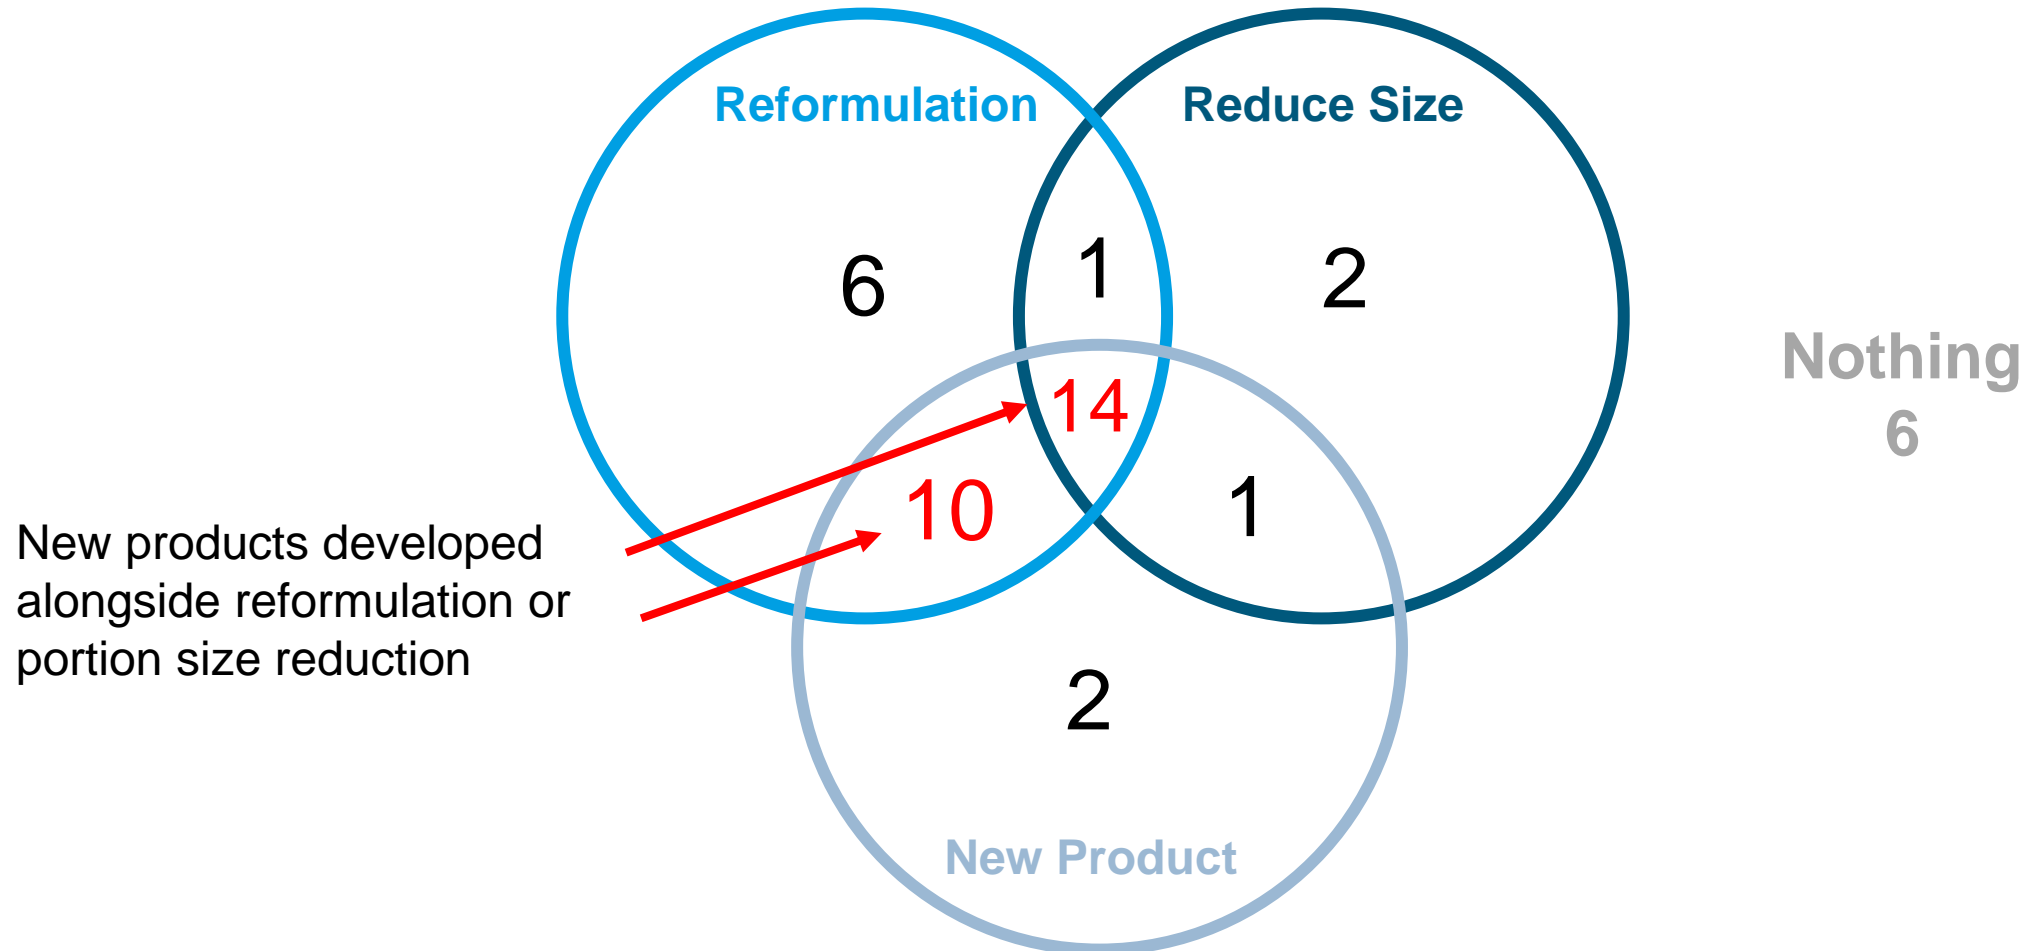 Reformulation
Reduce Size
6
1
2
Nothing
6
14
10
1
New products developed
alongside reformulation or
portion size reduction
2
New Product